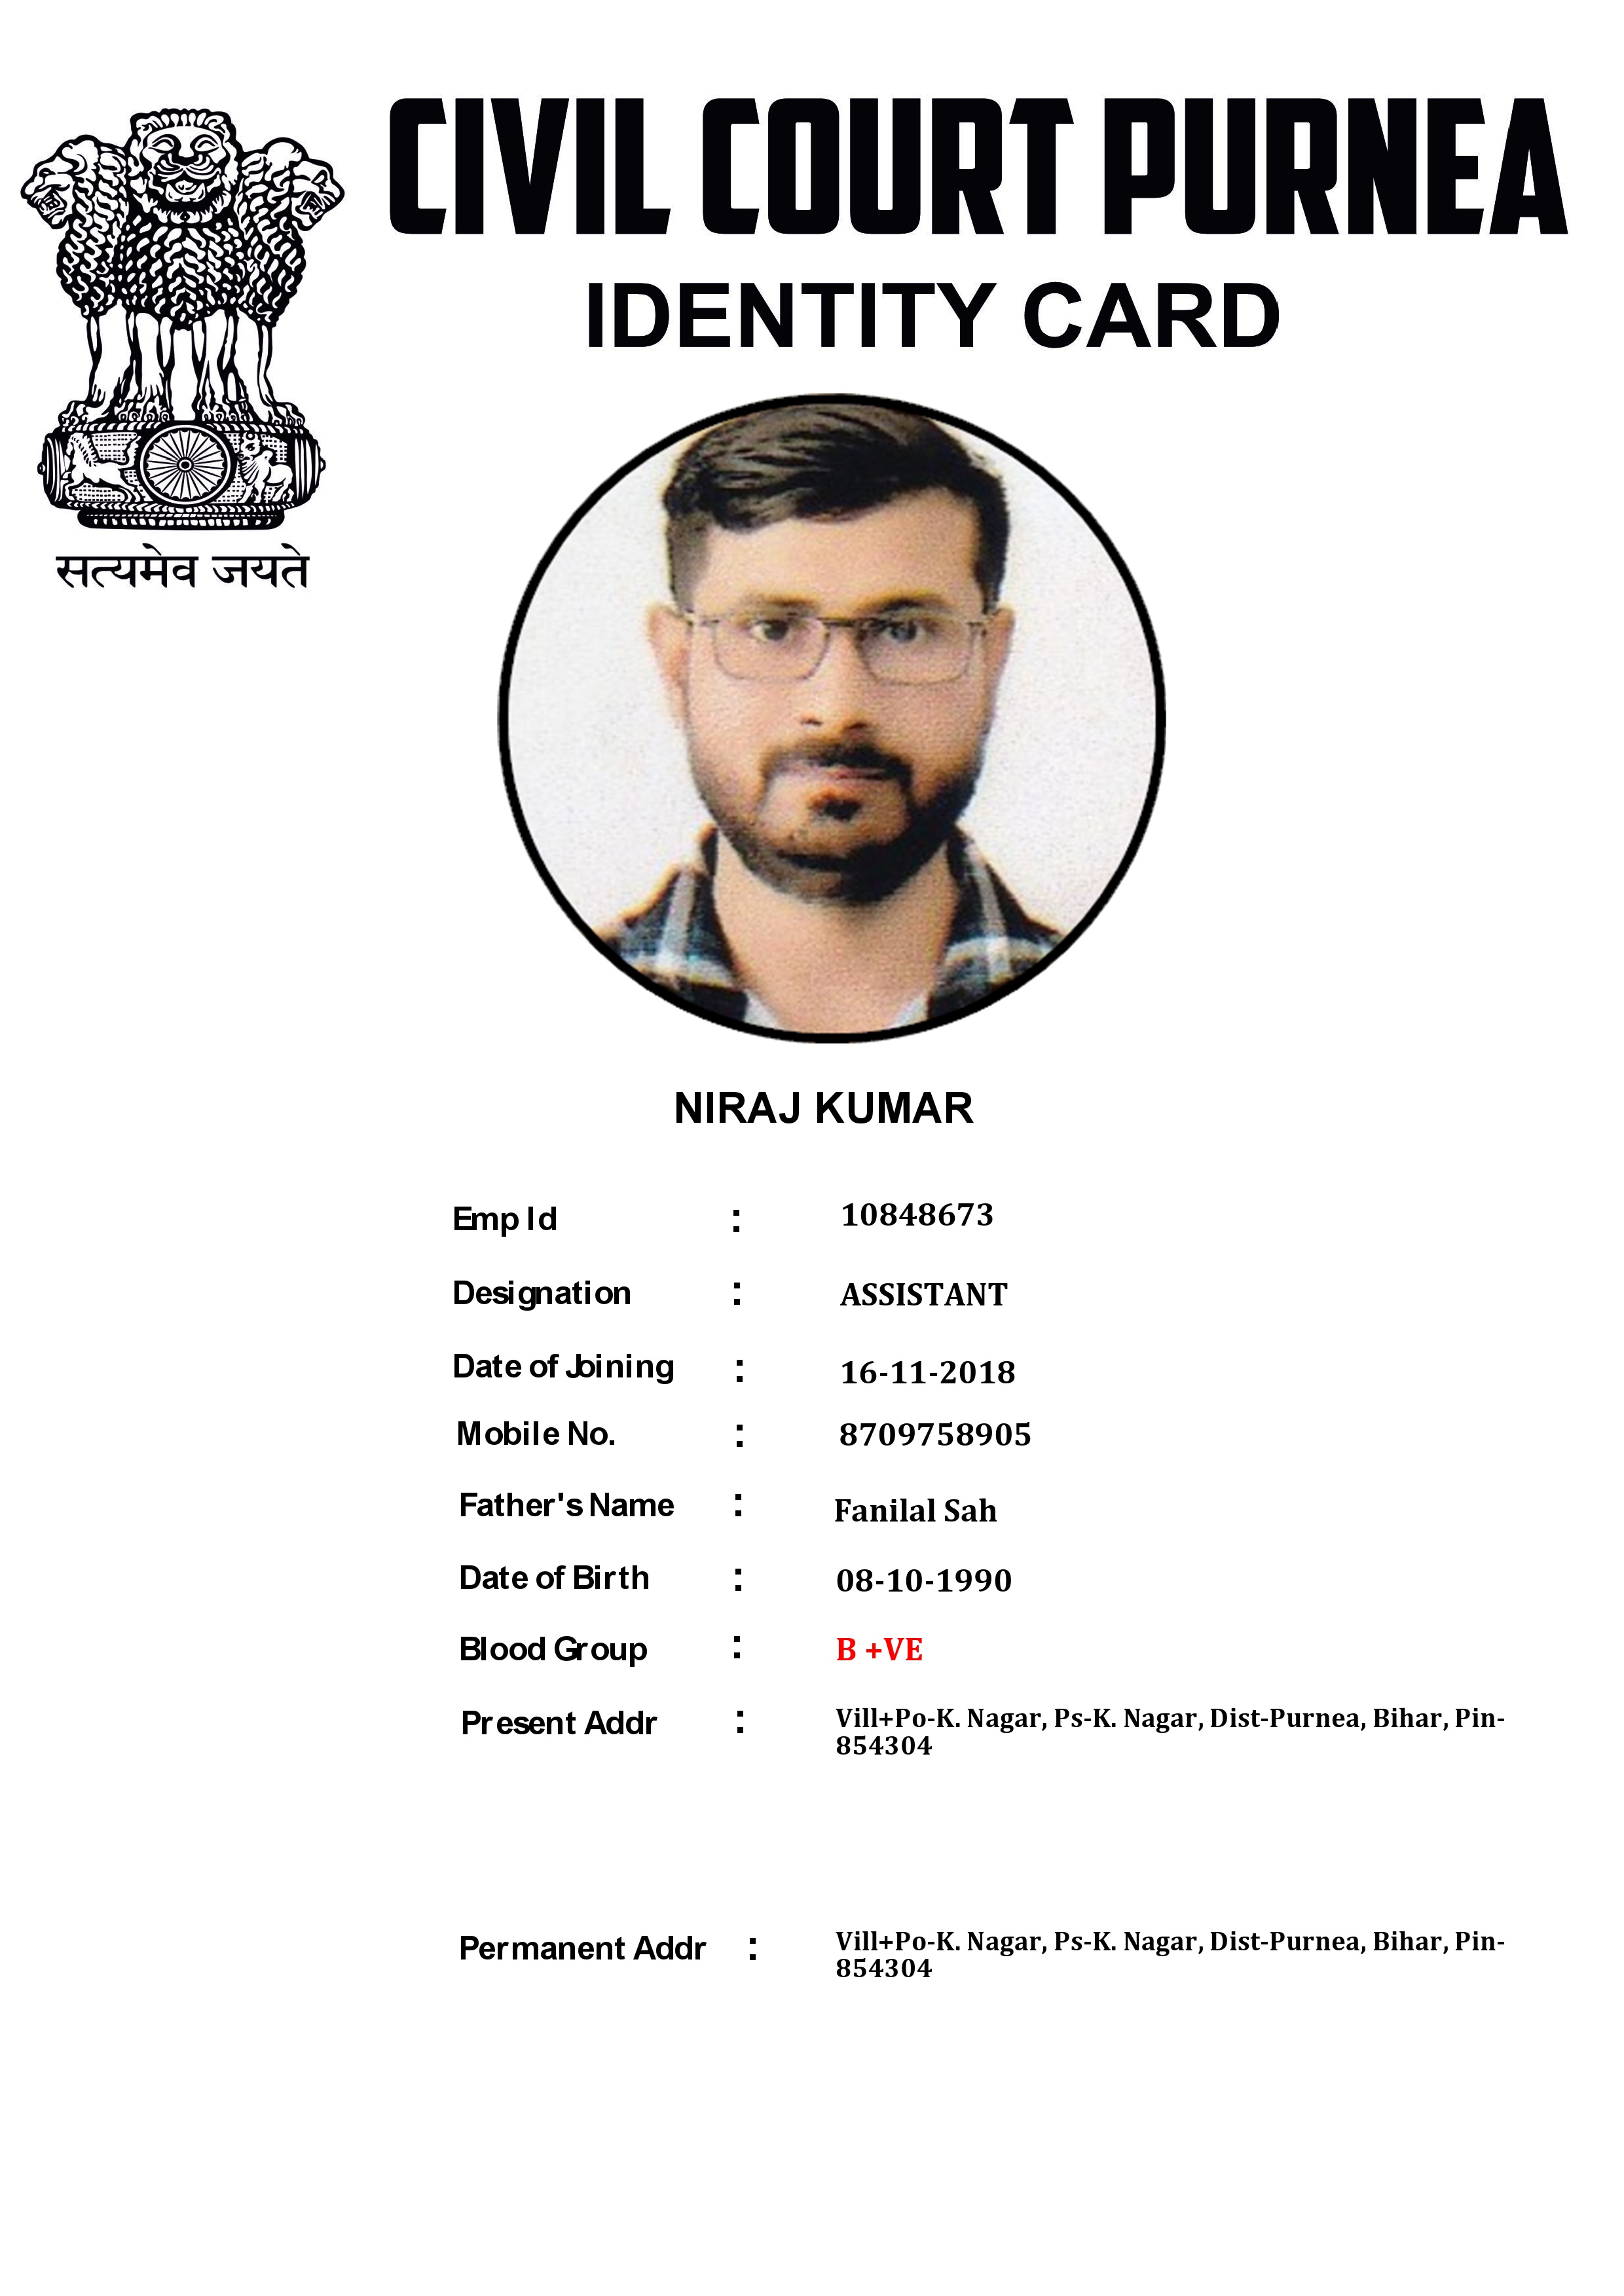 CIVIL COURT PURNEA
IDENTITY CARD
सत्यमेव जयते
NIRAJ KUMAR
Emp Id : 10848673
Designation : ASSISTANT
Date of Joining : 16-11-2018
Mobile No. : 8709758905
Father's Name : Fanilal Sah
Date of Birth : 08-10-1990
Blood Group : B +VE
Present Addr : Vill+Po-K. Nagar, Ps-K. Nagar, Dist-Purnea, Bihar, Pin-
854304
Permanent Addr : Vill+Po-K. Nagar, Ps-K. Nagar, Dist-Purnea, Bihar, Pin-
854304